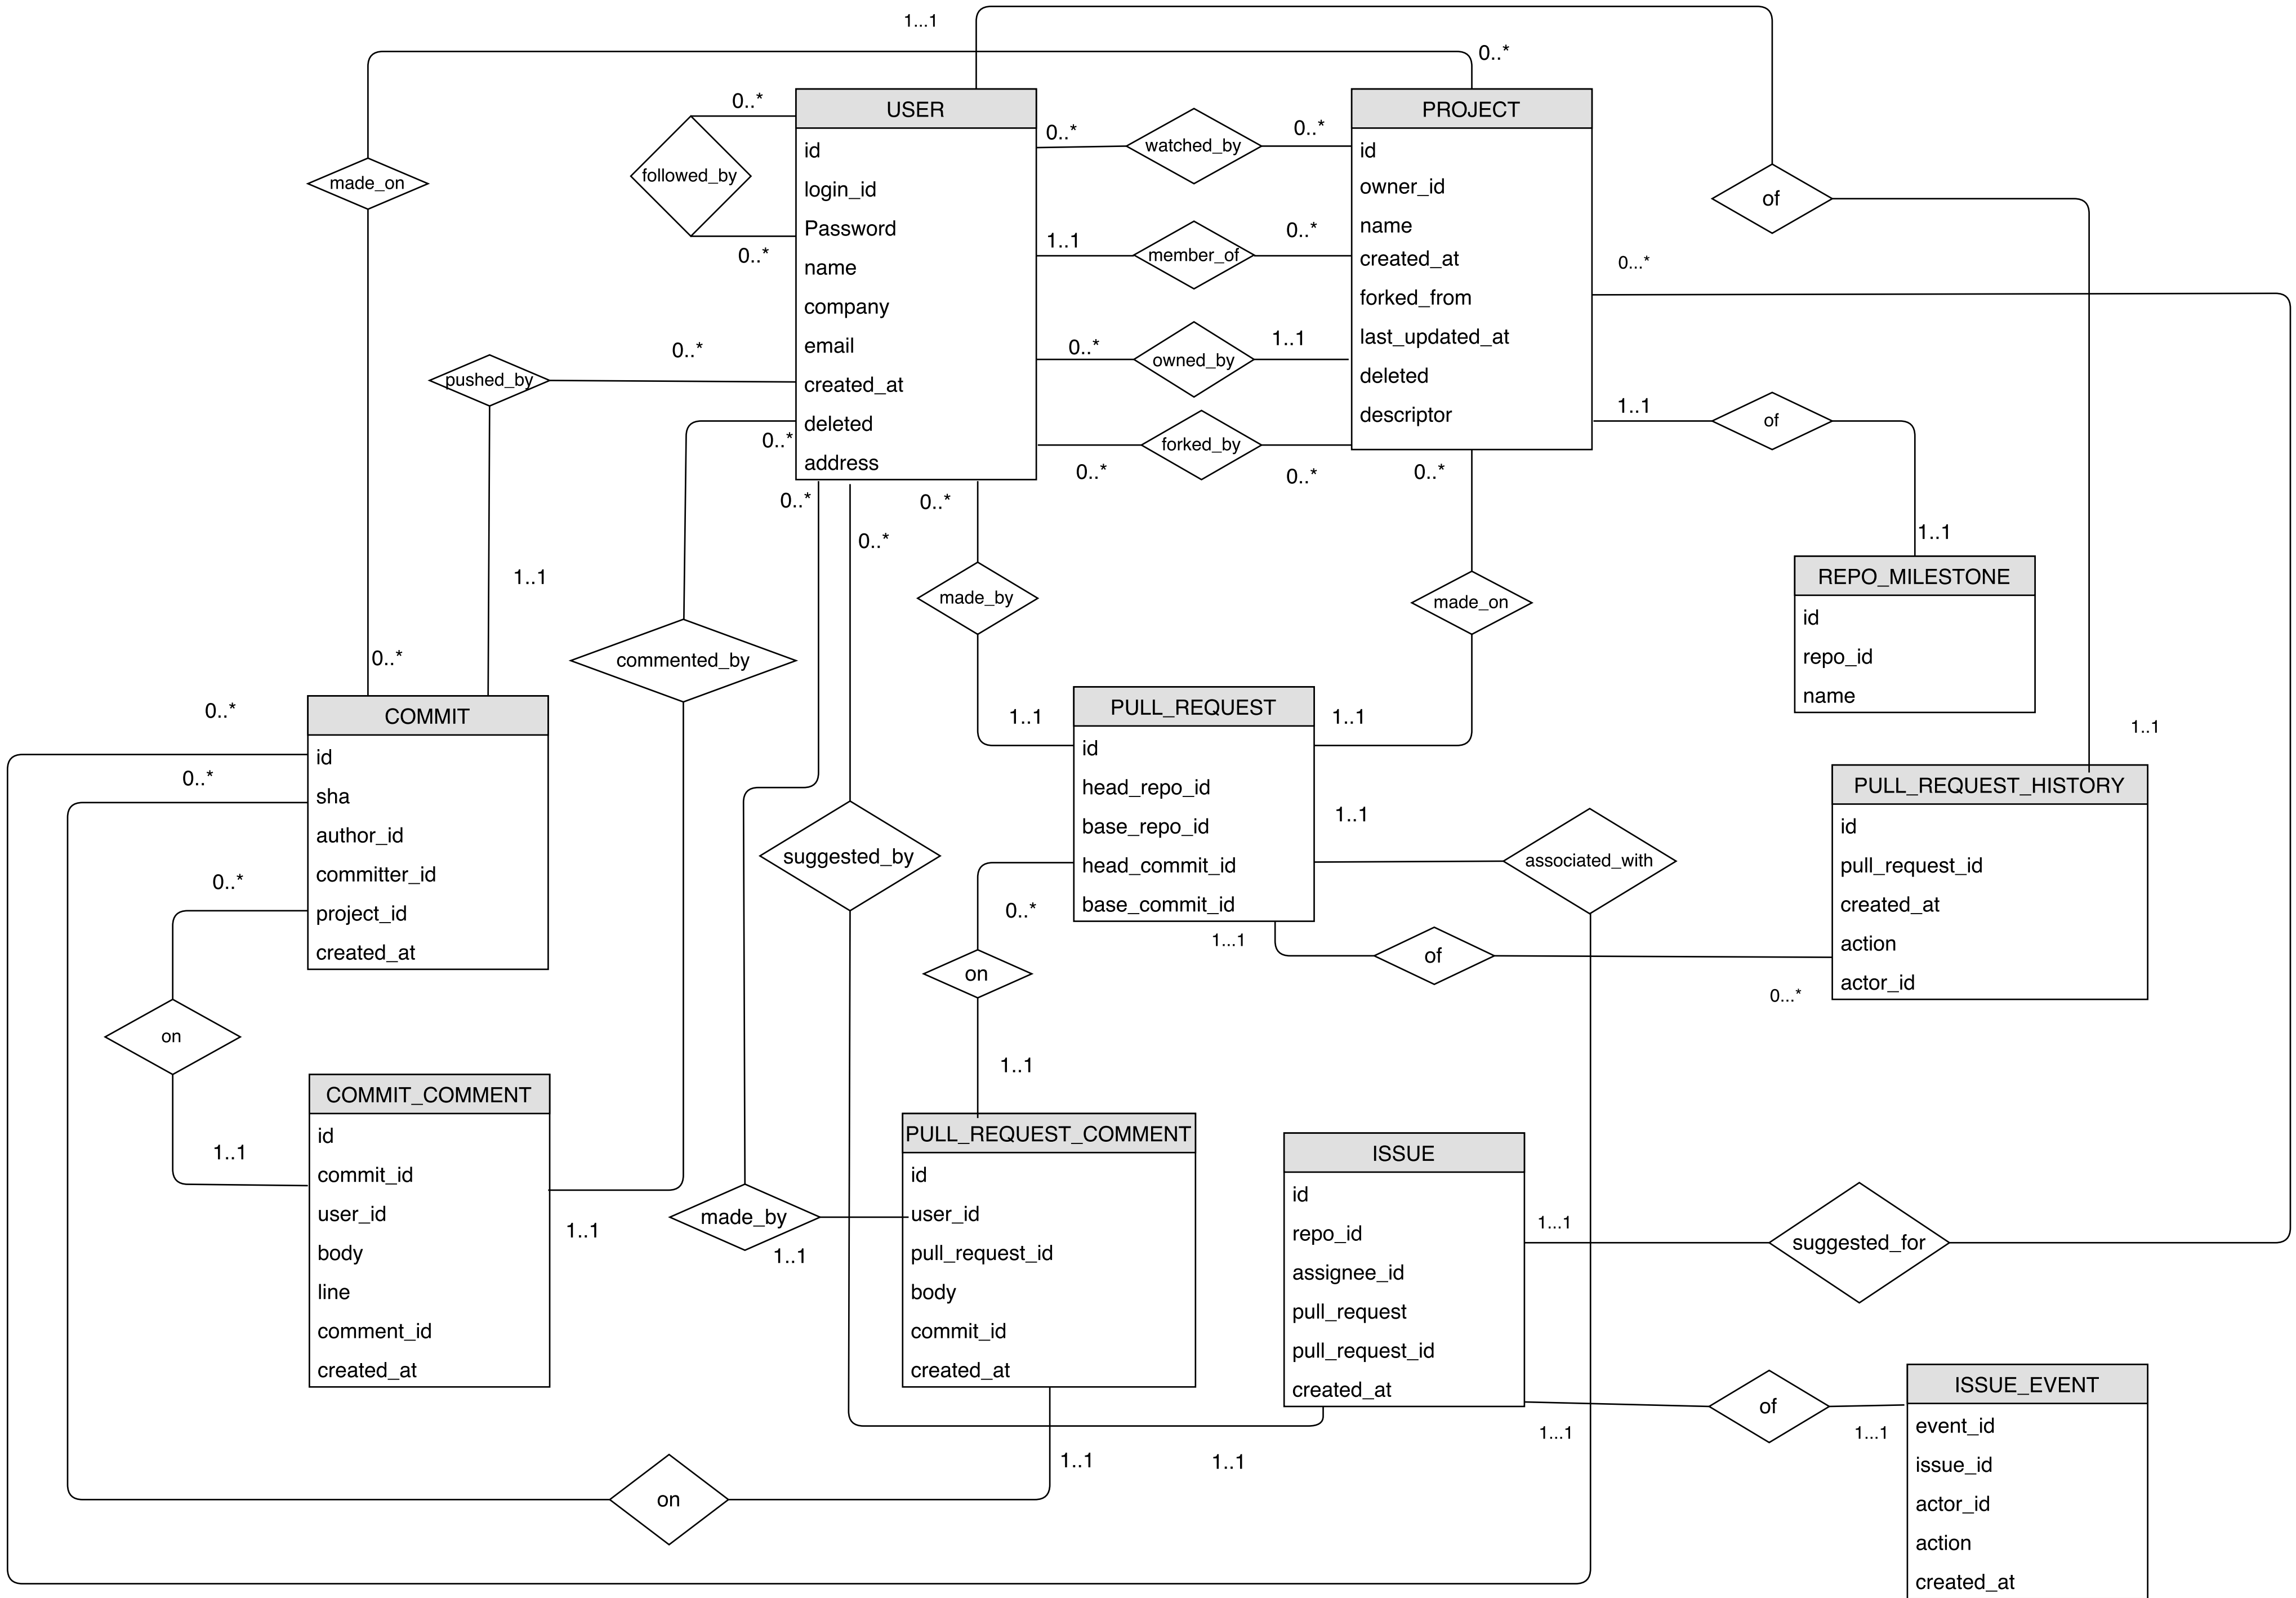 1...1
0..*
0..*
USER
PROJECT
0..*
watched_by
0..*
id
id
followed_by
made_on
login_id
owner_id
of
Password
name
0..*
1..1
member_of
0..*
name
created_at
0...*
company
forked_from
email
last_updated_at
0..*
0..*
owned_by
1..1
created_at
deleted
pushed_by
deleted
descriptor
1..1
of
0..*
address
forked_by
0..*
0..*
0..*
0..*
0..*
0..*
1..1
1..1
REPO_MILESTONE
made_by
made_on
id
commented_by
repo_id
0..*
name
COMMIT
0..*
PULL_REQUEST
1..1
1..1
1..1
id
id
0..*
sha
head_repo_id
PULL_REQUEST_HISTORY
author_id
base_repo_id
1..1
id
suggested_by
committer_id
head_commit_id
associated_with
pull_request_id
0..*
project_id
base_commit_id
0..*
created_at
created_at
1...1
action
of
on
actor_id
0...*
on
1..1
COMMIT_COMMENT
PULL_REQUEST_COMMENT
ISSUE
id
1..1
commit_id
id
id
user_id
made_by
user_id
repo_id
1...1
1..1
1..1
suggested_for
body
pull_request_id
assignee_id
line
body
pull_request
comment_id
commit_id
pull_request_id
created_at
created_at
created_at
ISSUE_EVENT
of
event_id
1...1
1...1
1..1
1..1
issue_id
on
actor_id
action
created_at